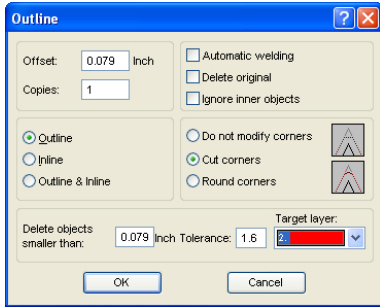 Outline
Offset: 0.079 Inch
Copies: 1
Automatic welding
Delete original
Ignore inner objects
Outline
Inline
Outline & Inline
Do not modify corners
Cut corners
Round corners
Delete objects
smaller than: 0.079 Inch Tolerance: 1.6
Target layer:
2.
OK Cancel